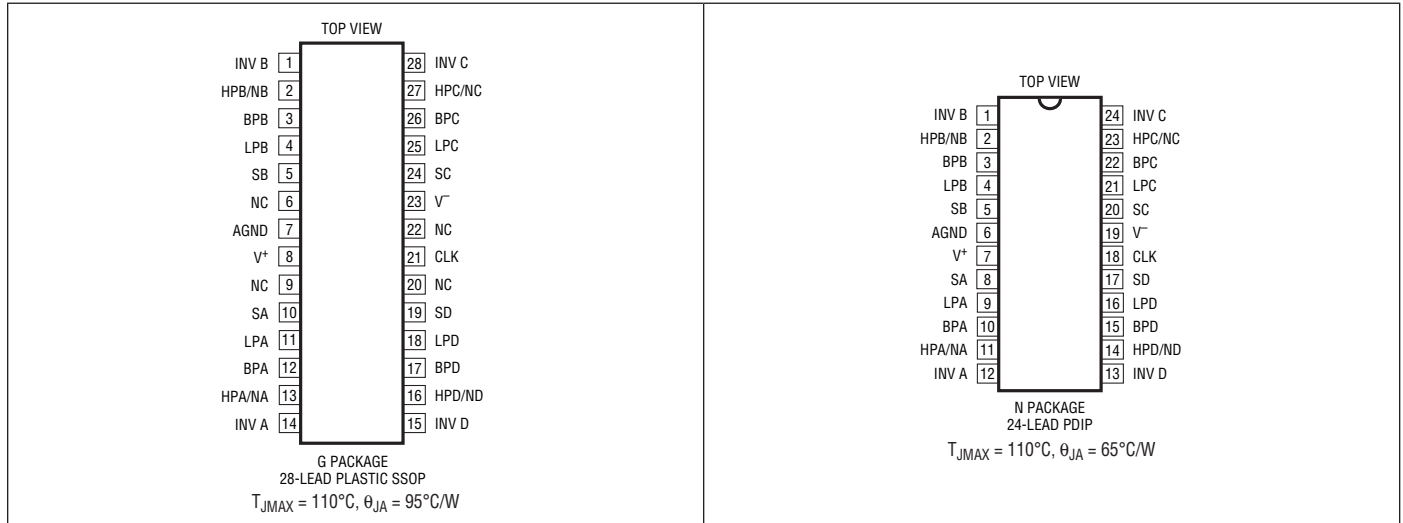 TOP VIEW
INV B 1 28 INV C
HPB/NB 2 27 HPC/NC
BPB 3 26 BPC
LPB 4 25 LPC
SB 5 24 SC
NC 6 23 V⁻
AGND 7 22 NC
V⁺ 8 21 CLK
NC 9 20 NC
SA 10 19 SD
LPA 11 18 LPD
BPA 12 17 BPD
HPA/NA 13 16 HPD/ND
INV A 14 15 INV D
G PACKAGE
28-LEAD PLASTIC SSOP
TJMAX = 110°C, θJA = 95°C/W
TOP VIEW
INV B 1 24 INV C
HPB/NB 2 23 HPC/NC
BPB 3 22 BPC
LPB 4 21 LPC
SB 5 20 SC
AGND 6 19 V⁻
V⁺ 7 18 CLK
SA 8 17 SD
LPA 9 16 LPD
BPA 10 15 BPD
HPA/NA 11 14 HPD/ND
INV A 12 13 INV D
N PACKAGE
24-LEAD PDIP
TJMAX = 110°C, θJA = 65°C/W